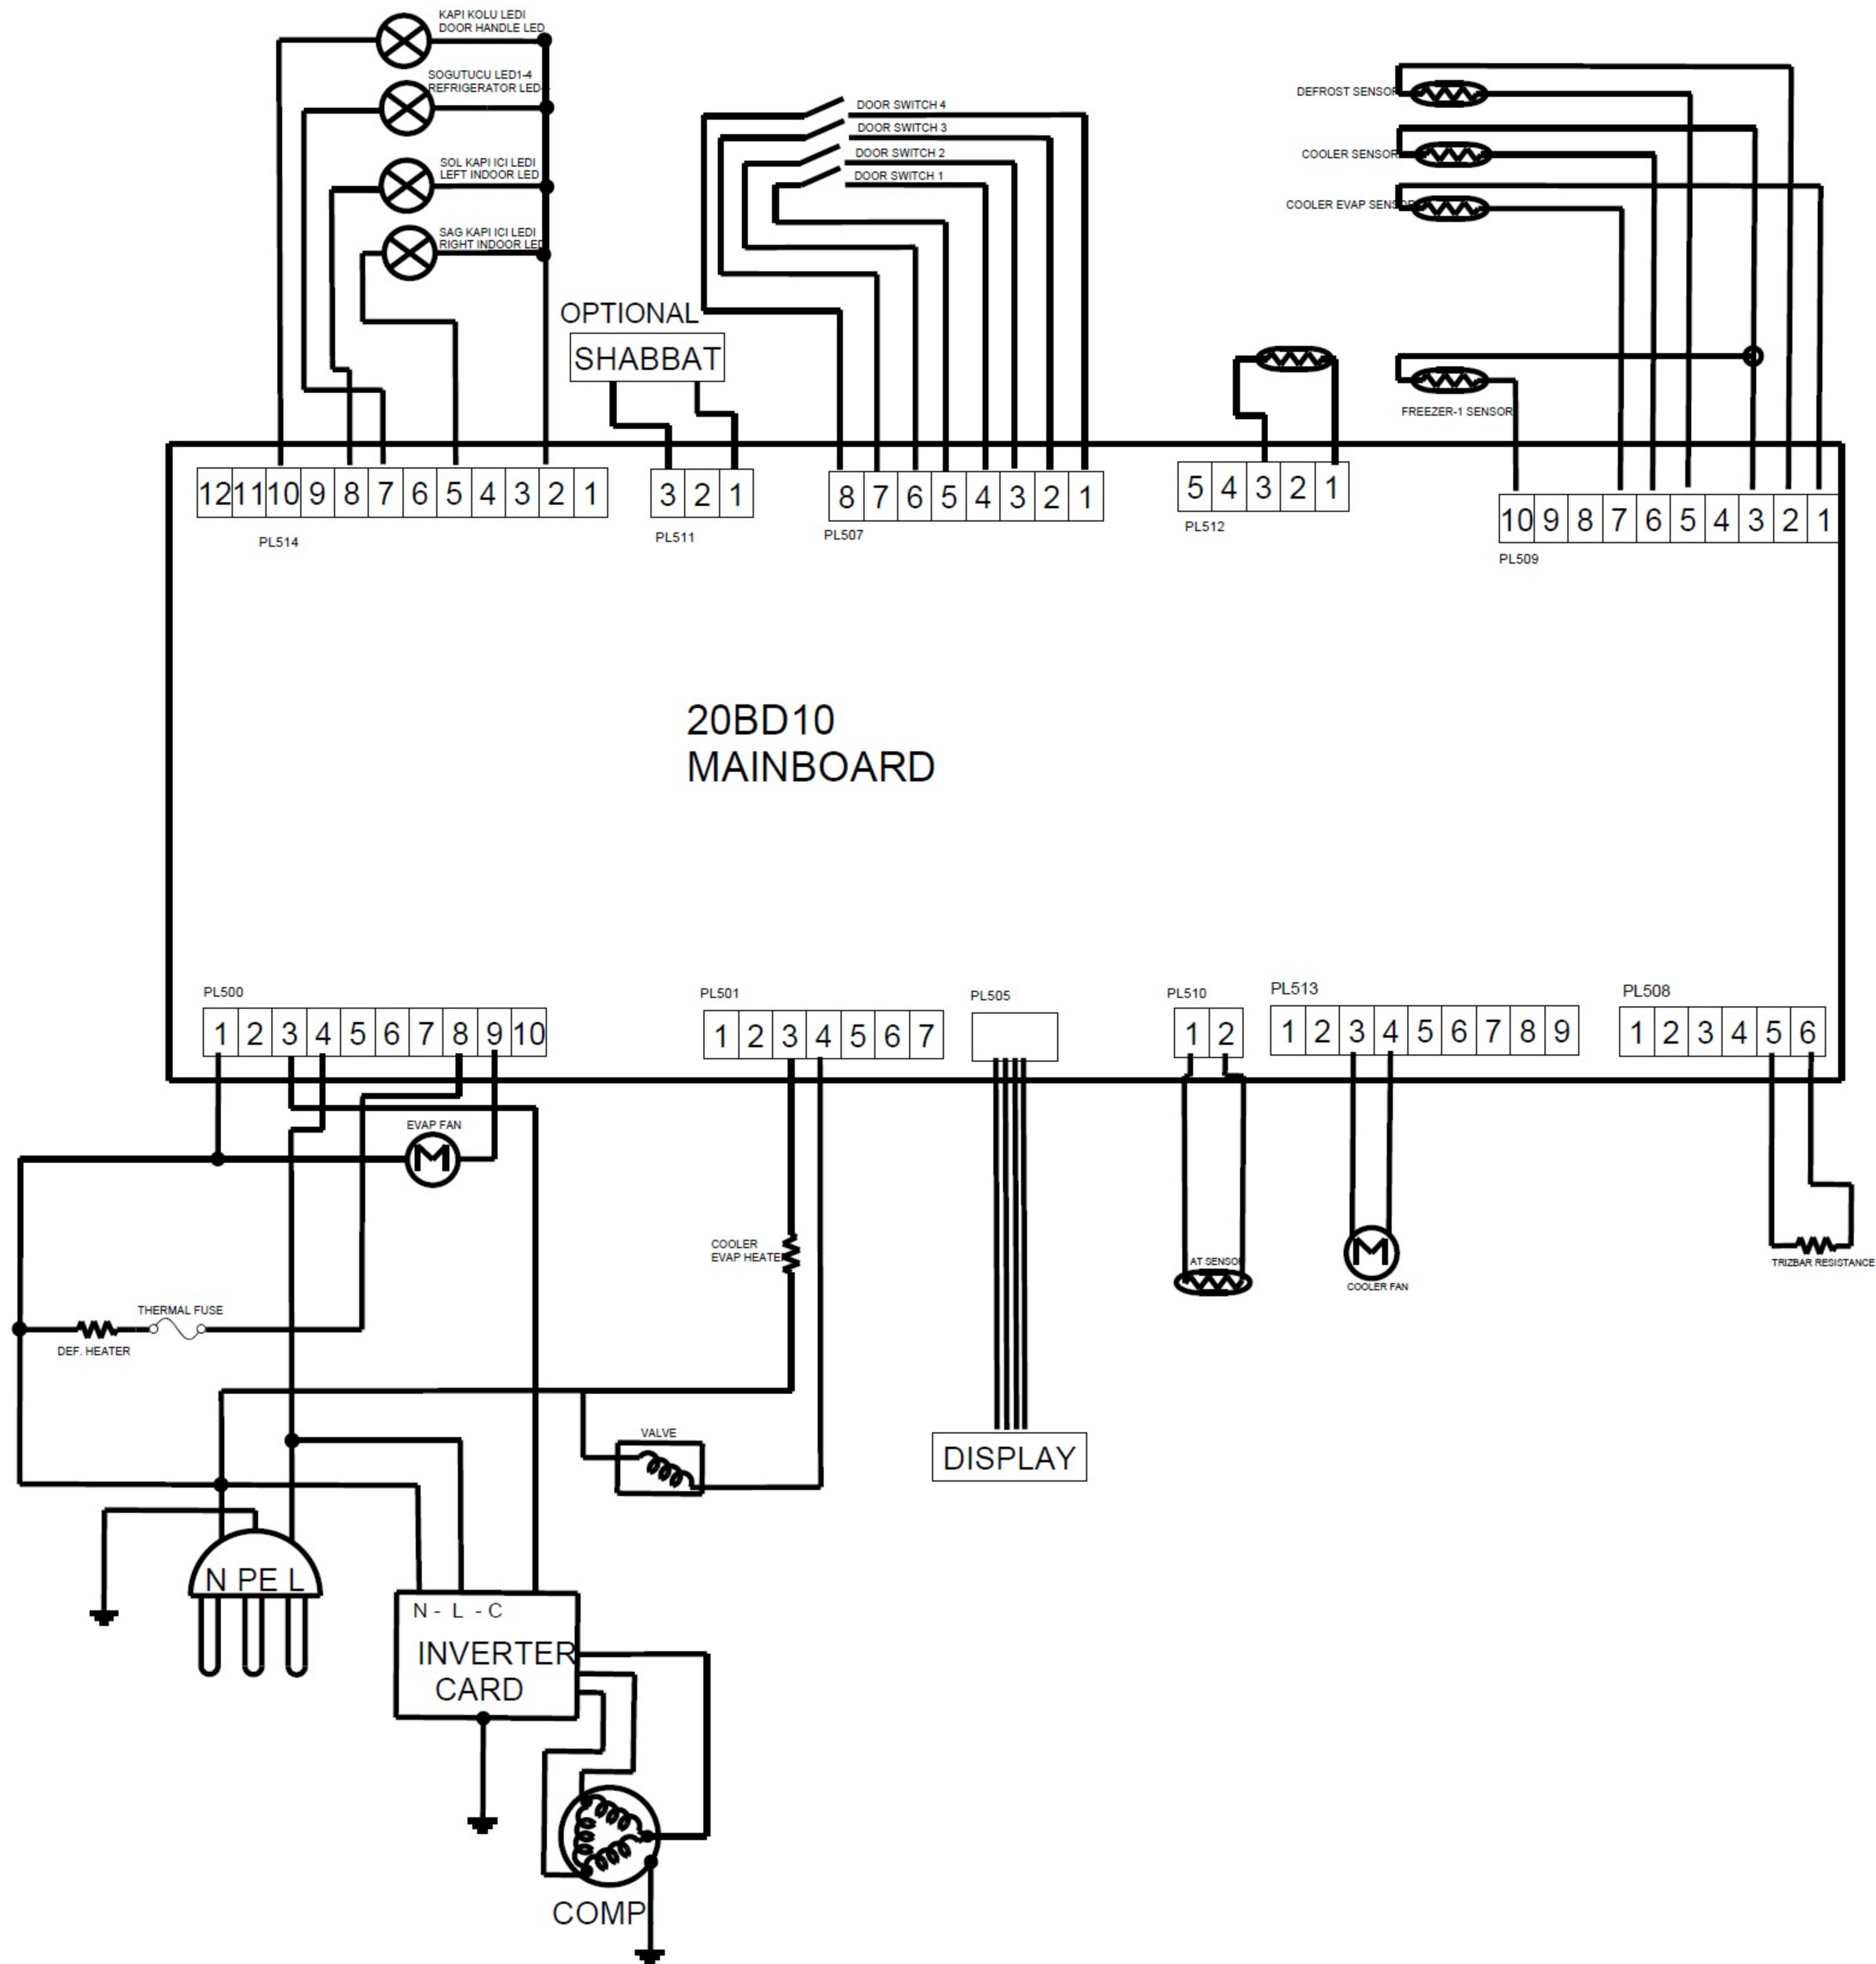 KAPI KOLU LEDI
DOOR HANDLE LED
SOGUTUCU LED1-4
REFRIGERATOR LED-
SOL KAPI ICI LEDI
LEFT INDOOR LED
SAG KAPI ICI LEDI
RIGHT INDOOR LED
DOOR SWITCH 4
DOOR SWITCH 3
DOOR SWITCH 2
DOOR SWITCH 1
DEFROST SENSOR
COOLER SENSOR
COOLER EVAP SENSOR
FREEZER-1 SENSOR
OPTIONAL
SHABBAT
12 11 10 9 8 7 6 5 4 3 2 1
PL514
3 2 1
PL511
8 7 6 5 4 3 2 1
PL507
5 4 3 2 1
PL512
10 9 8 7 6 5 4 3 2 1
PL509
20BD10
MAINBOARD
PL500
1 2 3 4 5 6 7 8 9 10
PL501
1 2 3 4 5 6 7
PL505
PL510
1 2
PL513
1 2 3 4 5 6 7 8 9
PL508
1 2 3 4 5 6
EVAP FAN
M
COOLER
EVAP HEATER
AT SENSOR
M
COOLER FAN
TRIZBAR RESISTANCE
THERMAL FUSE
DEF. HEATER
VALVE
DISPLAY
N PE L
N - L - C
INVERTER
CARD
COMP